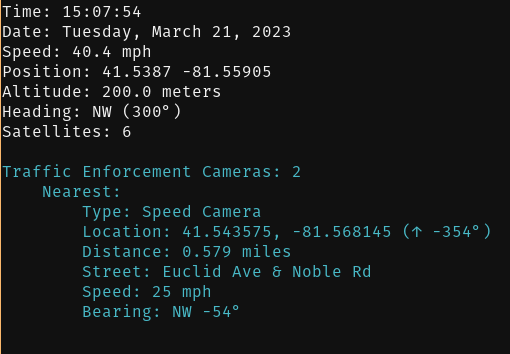 Time: 15:07:54
Date: Tuesday, March 21, 2023
Speed: 40.4 mph
Position: 41.5387 -81.55905
Altitude: 200.0 meters
Heading: NW (300°)
Satellites: 6
Traffic Enforcement Cameras: 2
Nearest:
Type: Speed Camera
Location: 41.543575, -81.568145 (↑ -354°)
Distance: 0.579 miles
Street: Euclid Ave & Noble Rd
Speed: 25 mph
Bearing: NW -54°